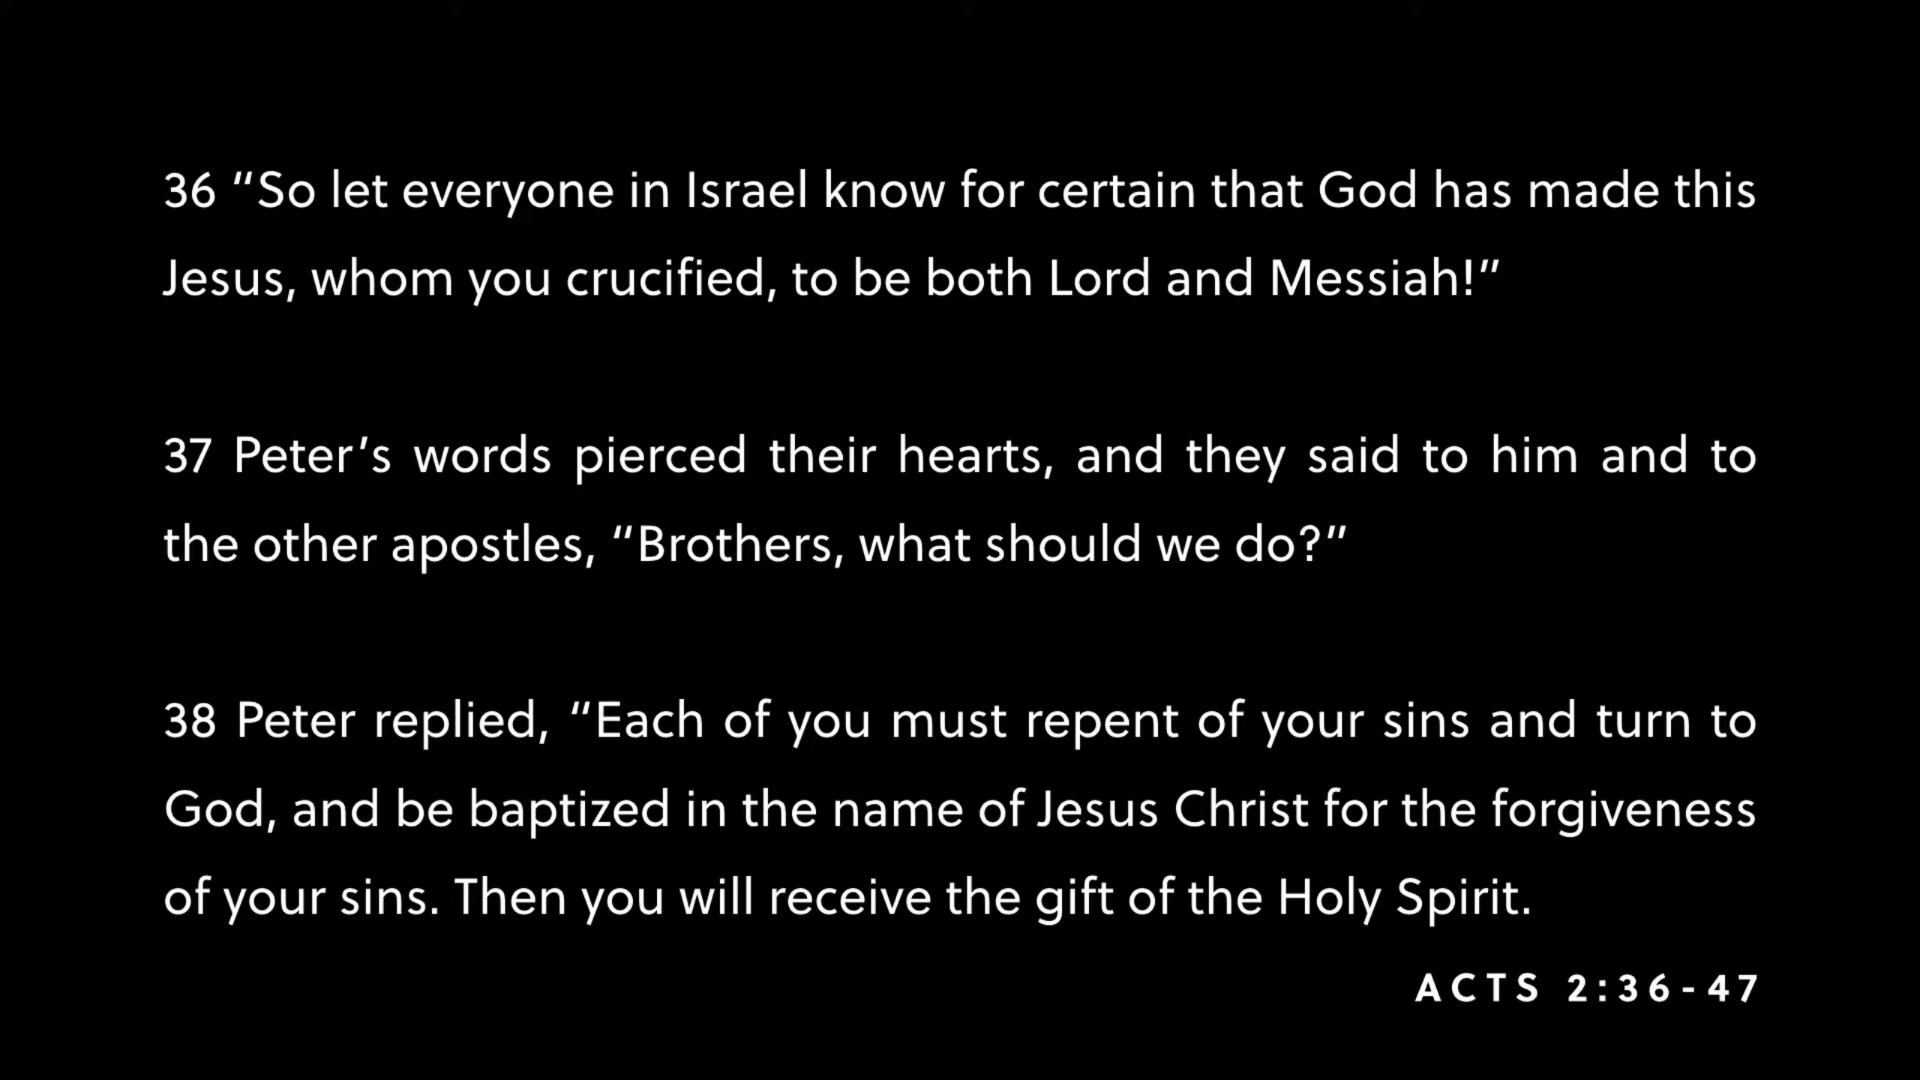 36 “So let everyone in Israel know for certain that God has made this
Jesus, whom you crucified, to be both Lord and Messiah!”
37 Peter’s words pierced their hearts, and they said to him and to
the other apostles, “Brothers, what should we do?”
38 Peter replied, “Each of you must repent of your sins and turn to
God, and be baptized in the name of Jesus Christ for the forgiveness
of your sins. Then you will receive the gift of the Holy Spirit.
ACTS 2:36-47